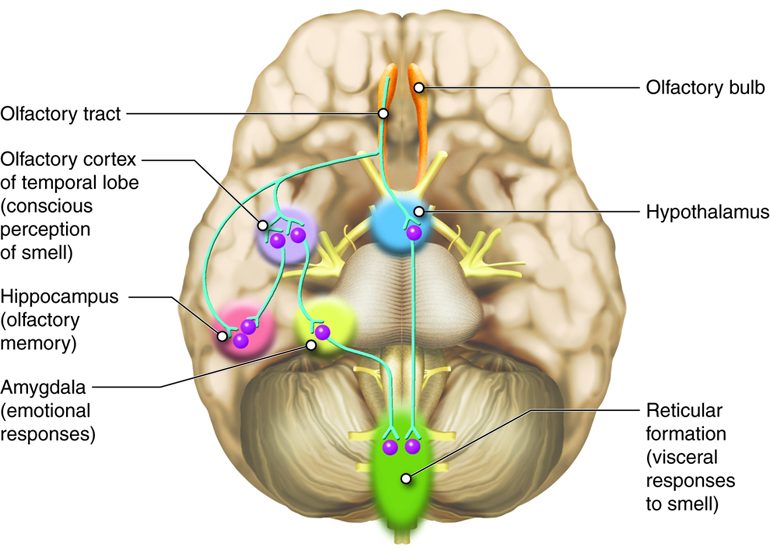 Olfactory bulb
Olfactory tract
Olfactory cortex
of temporal lobe
(conscious
perception
of smell)
Hypothalamus
Hippocampus
(olfactory
memory)
Amygdala
(emotional
responses)
Reticular
formation
(visceral
responses
to smell)